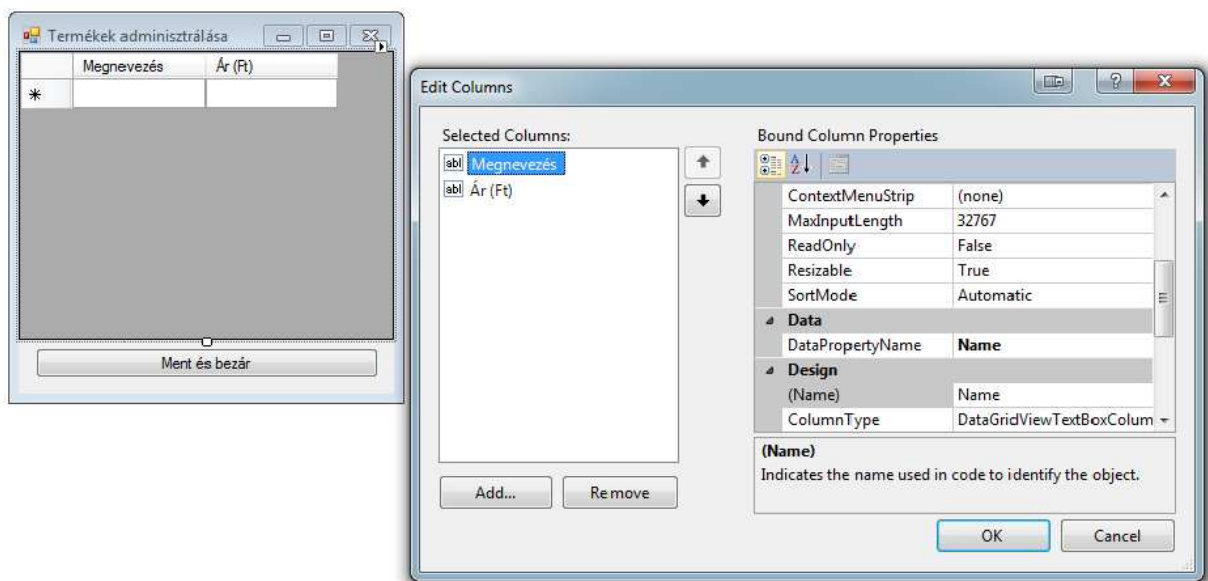 Termékek adminisztrálása
Megnevezés Ár (Ft)
Ment és bezár
Edit Columns
Selected Columns:
abl Megnevezés
abl Ár (Ft)
Add...
Remove
Bound Column Properties
ContextMenuStrip (none)
MaxInputLength 32767
ReadOnly False
Resizable True
SortMode Automatic
Data
DataPropertyName Name
Design
(Name) Name
ColumnType DataGridViewTextBoxColum
(Name)
Indicates the name used in code to identify the object.
OK
Cancel